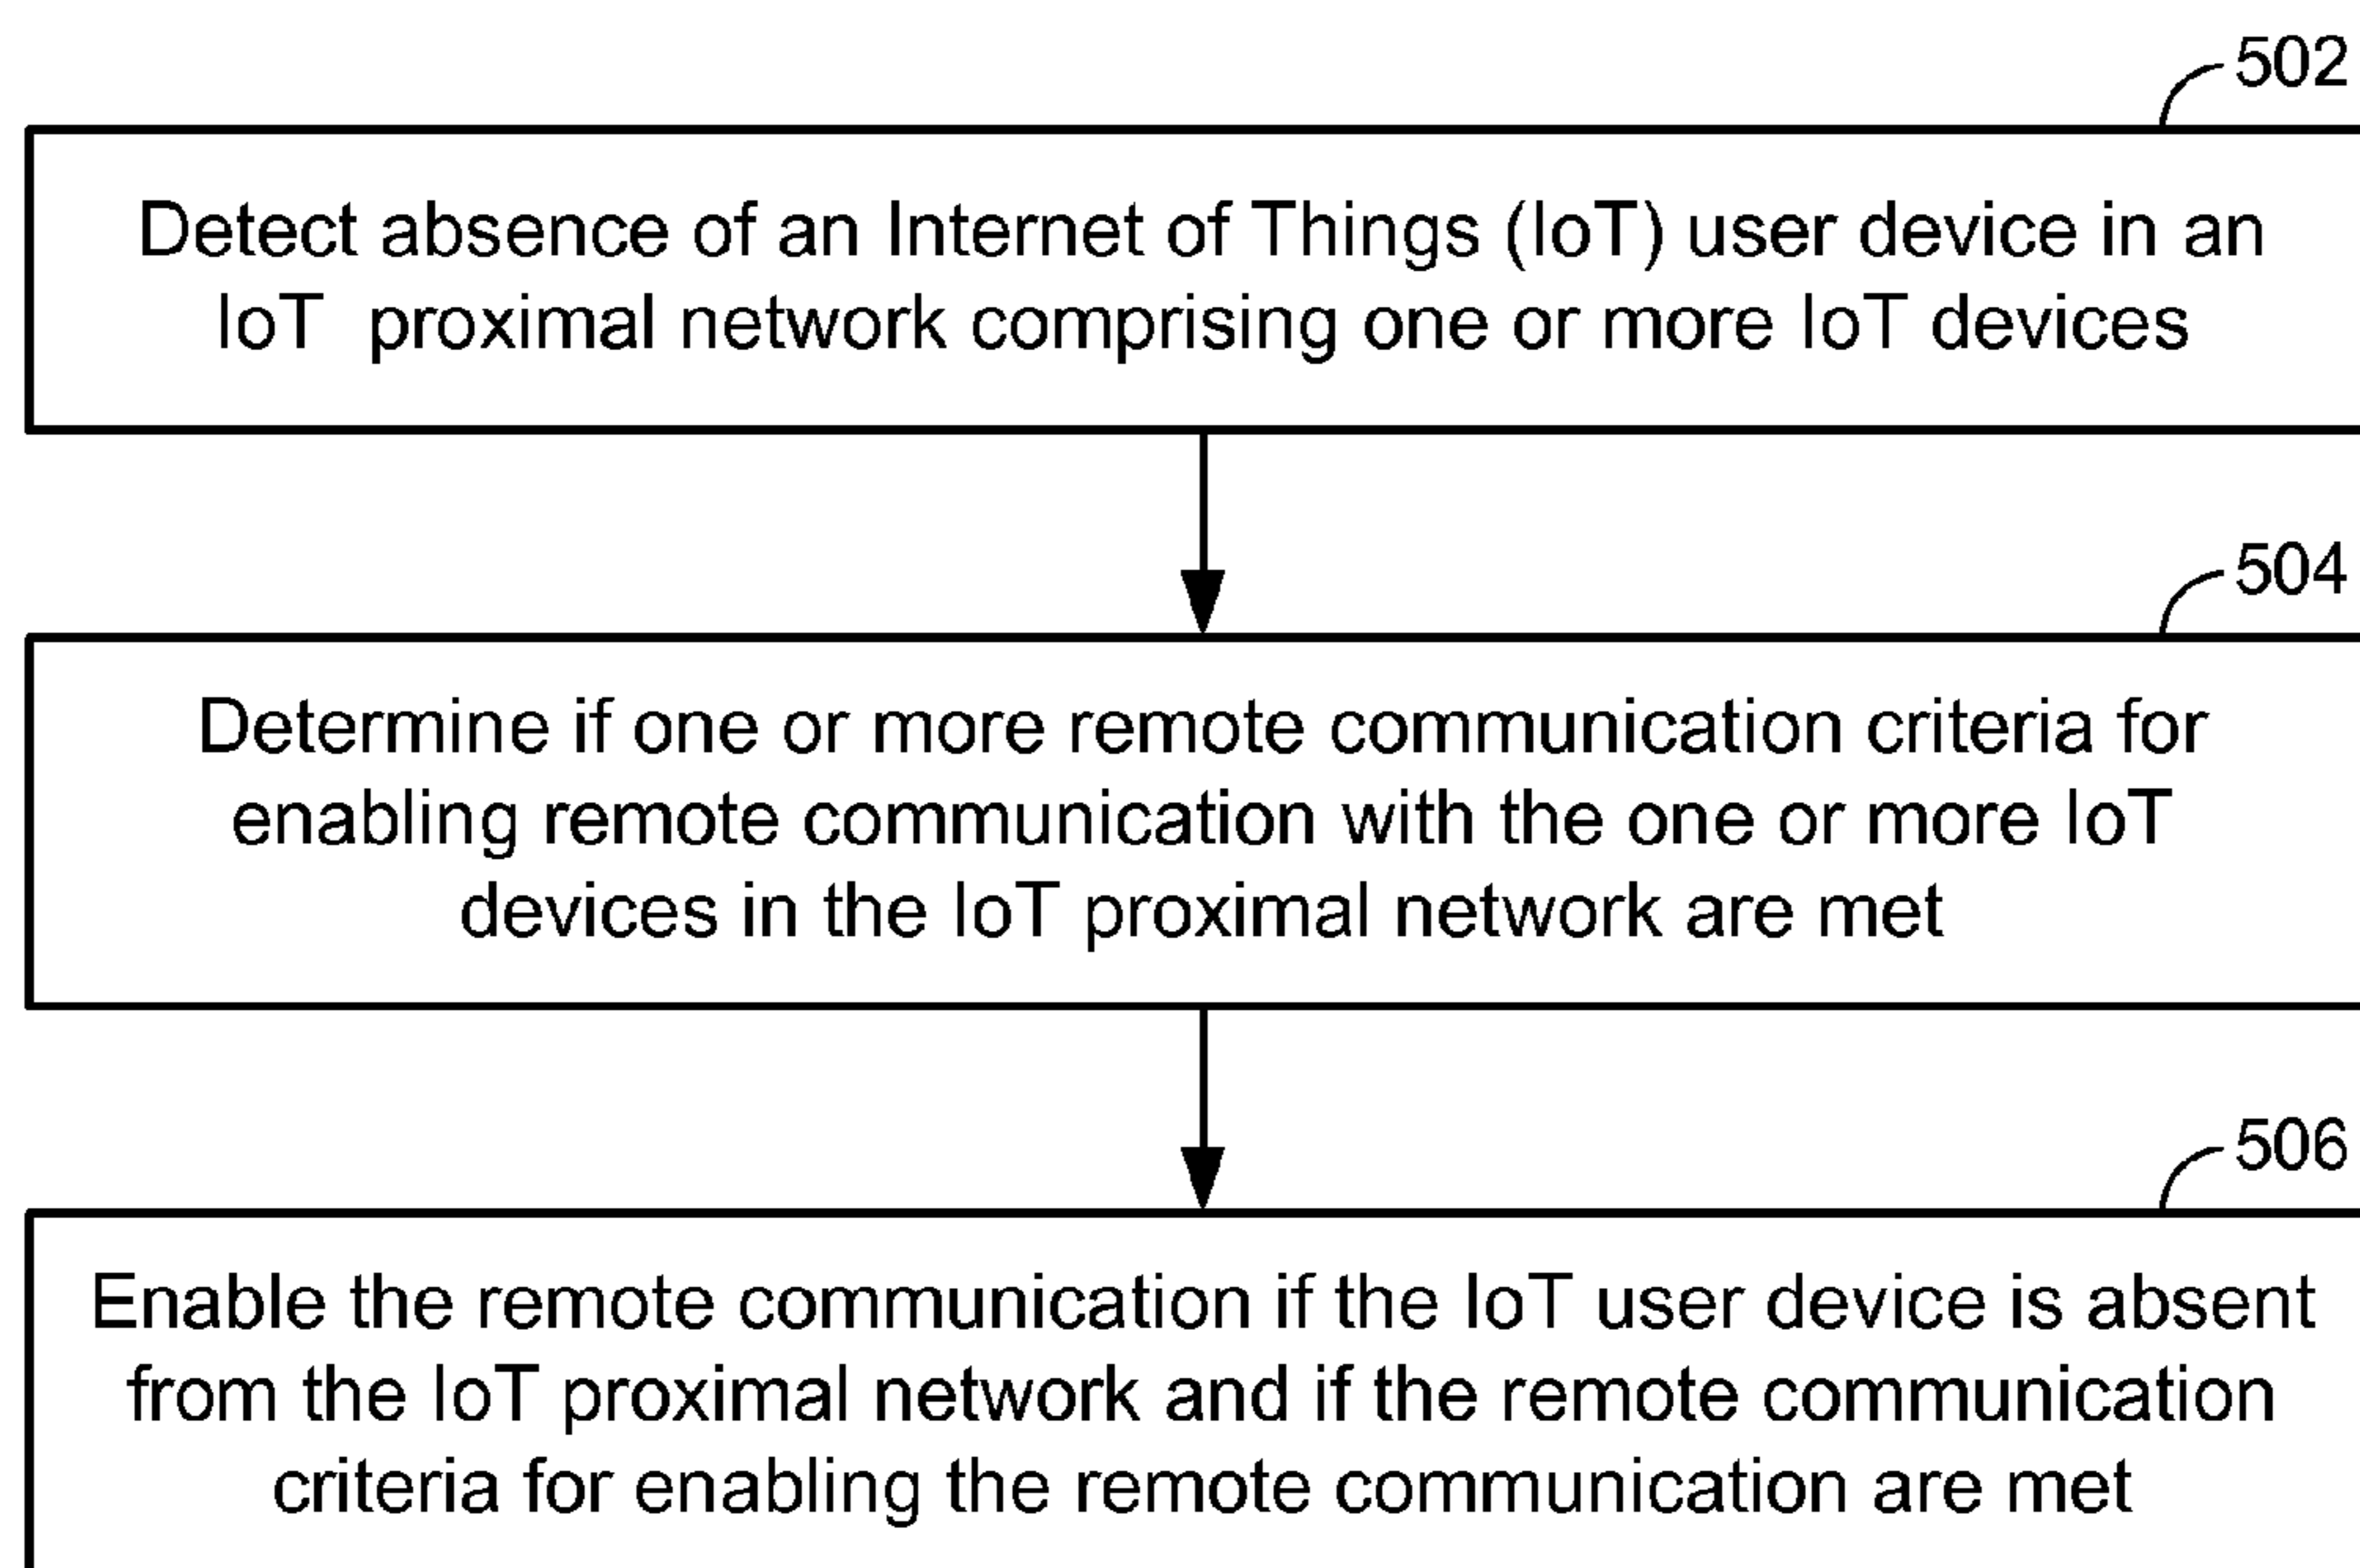 502
Detect absence of an Internet of Things (IoT) user device in an
IoT proximal network comprising one or more IoT devices
504
Determine if one or more remote communication criteria for
enabling remote communication with the one or more IoT
devices in the IoT proximal network are met
506
Enable the remote communication if the IoT user device is absent
from the IoT proximal network and if the remote communication
criteria for enabling the remote communication are met